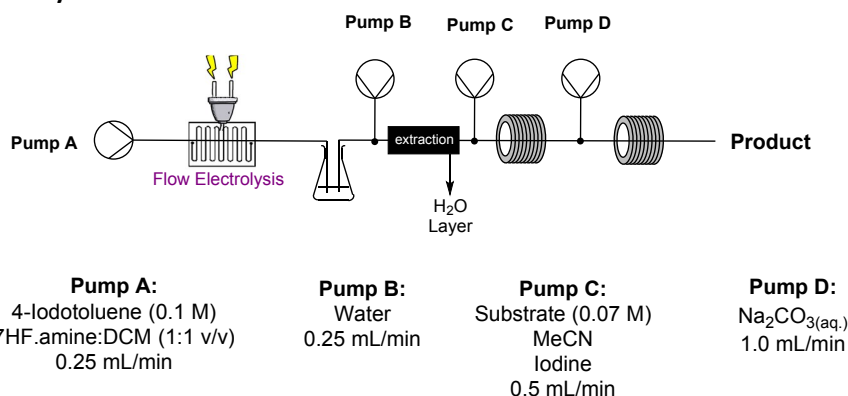 Pump B
Pump C
Pump D
Pump A
extraction
Product
Flow Electrolysis
H₂O
Layer
Pump A:
4-Iodotoluene (0.1 M)
7HF.amine:DCM (1:1 v/v)
0.25 mL/min
Pump B:
Water
0.25 mL/min
Pump C:
Substrate (0.07 M)
MeCN
Iodine
0.5 mL/min
Pump D:
Na₂CO₃(aq.)
1.0 mL/min